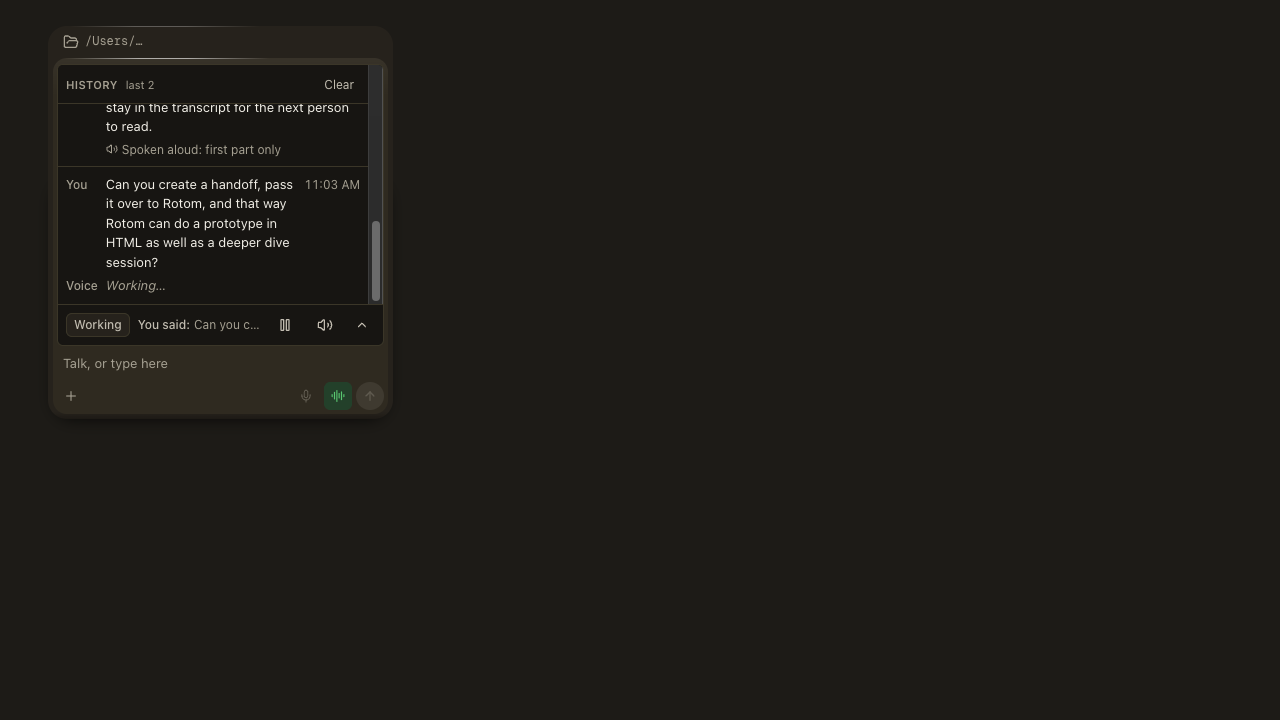 /Users/…
HISTORY last 2 Clear
stay in the transcript for the next person
to read.
Spoken aloud: first part only
You Can you create a handoff, pass 11:03 AM
it over to Rotom, and that way
Rotom can do a prototype in
HTML as well as a deeper dive
session?
Voice Working…
Working You said: Can you c…
Talk, or type here